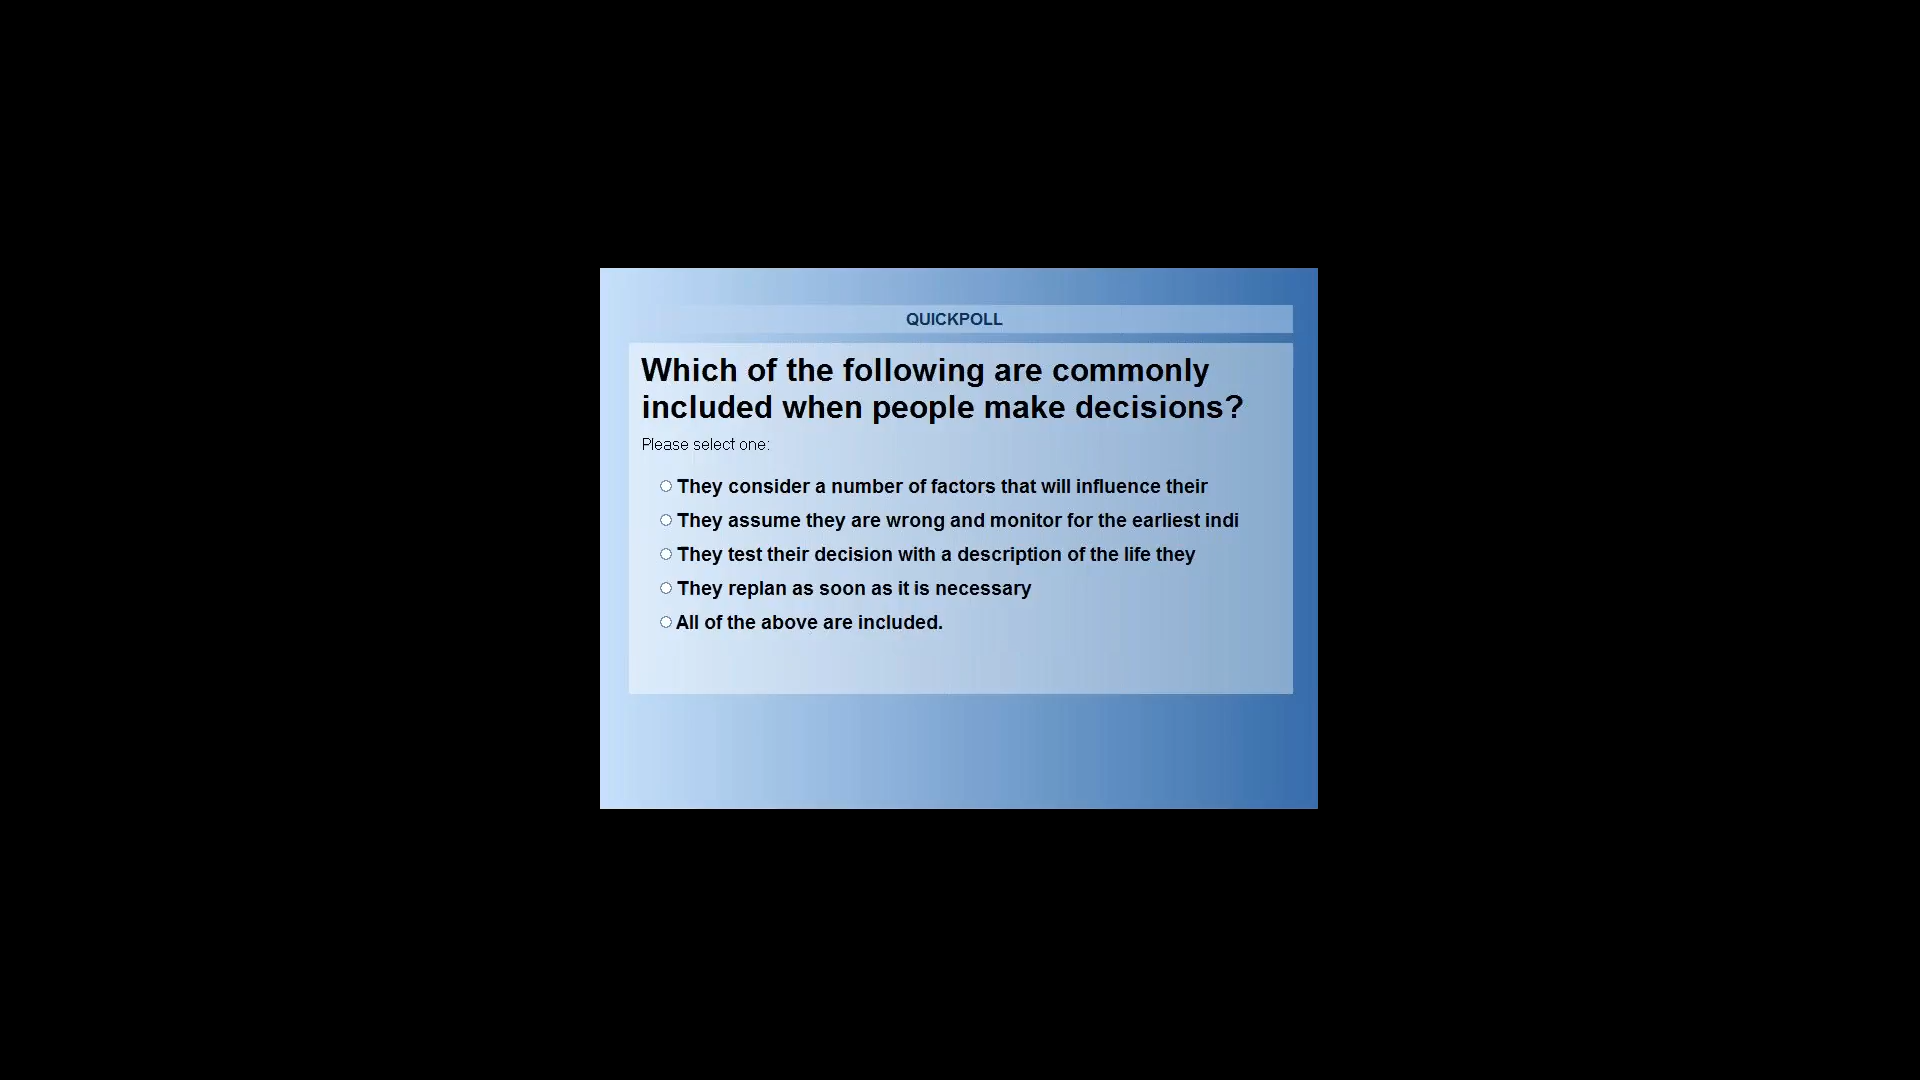 QUICKPOLL
Which of the following are commonly
included when people make decisions?
Please select one:
They consider a number of factors that will influence their
They assume they are wrong and monitor for the earliest indi
They test their decision with a description of the life they
They replan as soon as it is necessary
All of the above are included.